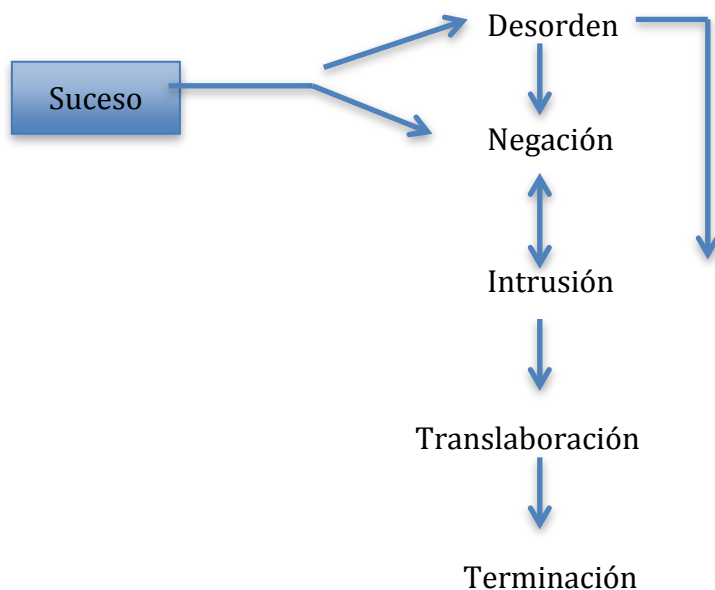 Desorden
Suceso
Negación
Intrusión
Translaboración
Terminación